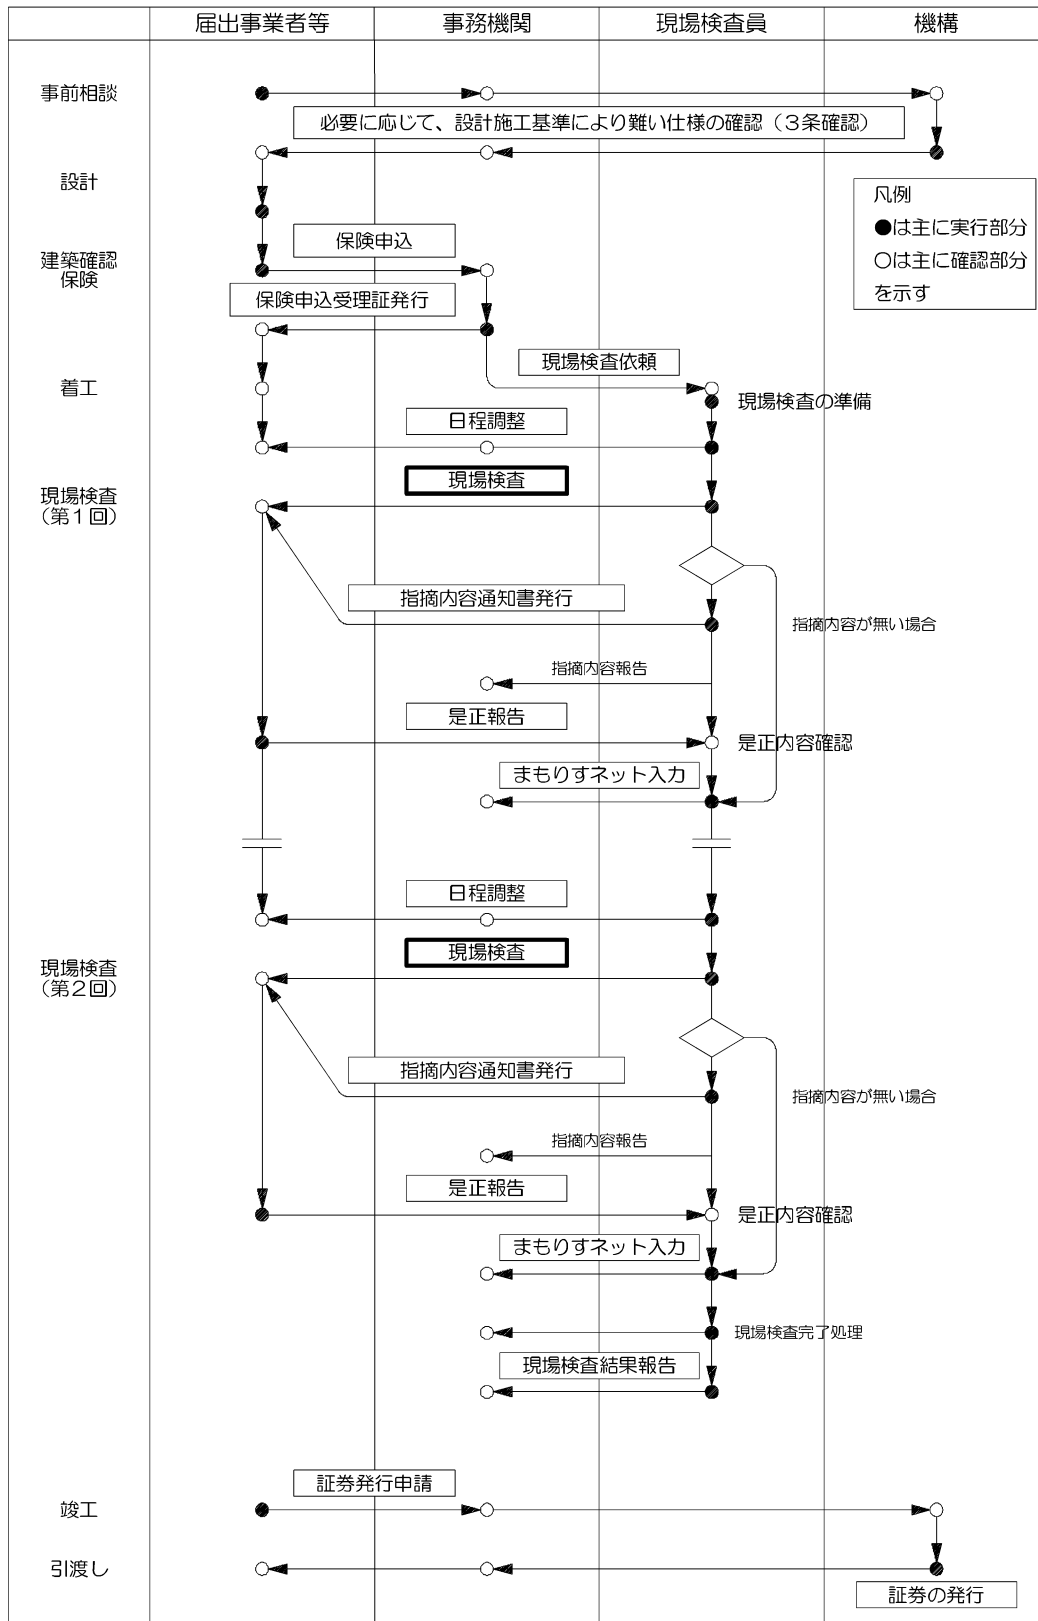 届出事業者等 事務機関 現場検査員 機構
事前相談
必要に応じて、設計施工基準により難い仕様の確認（３条確認）
設計
凡例
●は主に実行部分
○は主に確認部分
を示す
保険申込
建築確認
保険
保険申込受理証発行
現場検査依頼
着工
現場検査の準備
日程調整
現場検査
現場検査
（第１回）
指摘内容通知書発行
指摘内容が無い場合
指摘内容報告
是正報告
是正内容確認
まもりすネット入力
日程調整
現場検査
現場検査
（第２回）
指摘内容通知書発行
指摘内容が無い場合
指摘内容報告
是正報告
是正内容確認
まもりすネット入力
現場検査完了処理
現場検査結果報告
証券発行申請
竣工
引渡し
証券の発行